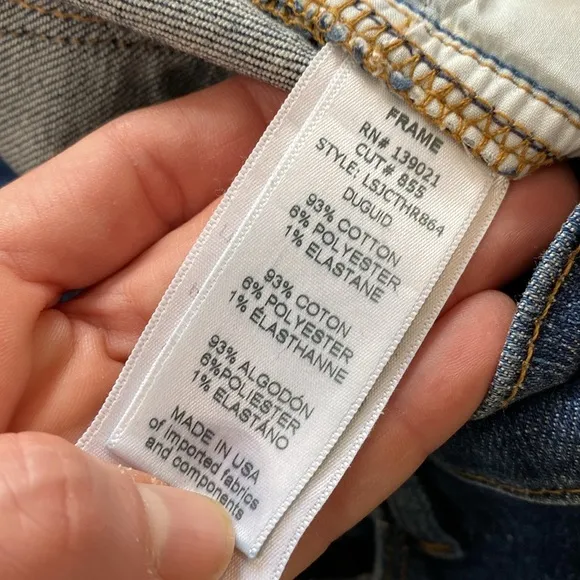 FRAME
RN# 139021
CUT# 855
STYLE: LSJCTHRB64
DUGUID
93% COTTON
6% POLYESTER
1% ELASTANE
93% COTON
6% POLYESTER
1% ÉLASTHANNE
93% ALGODÓN
6%POLIESTER
1% ELASTANO
MADE IN USA
of imported fabrics
and components